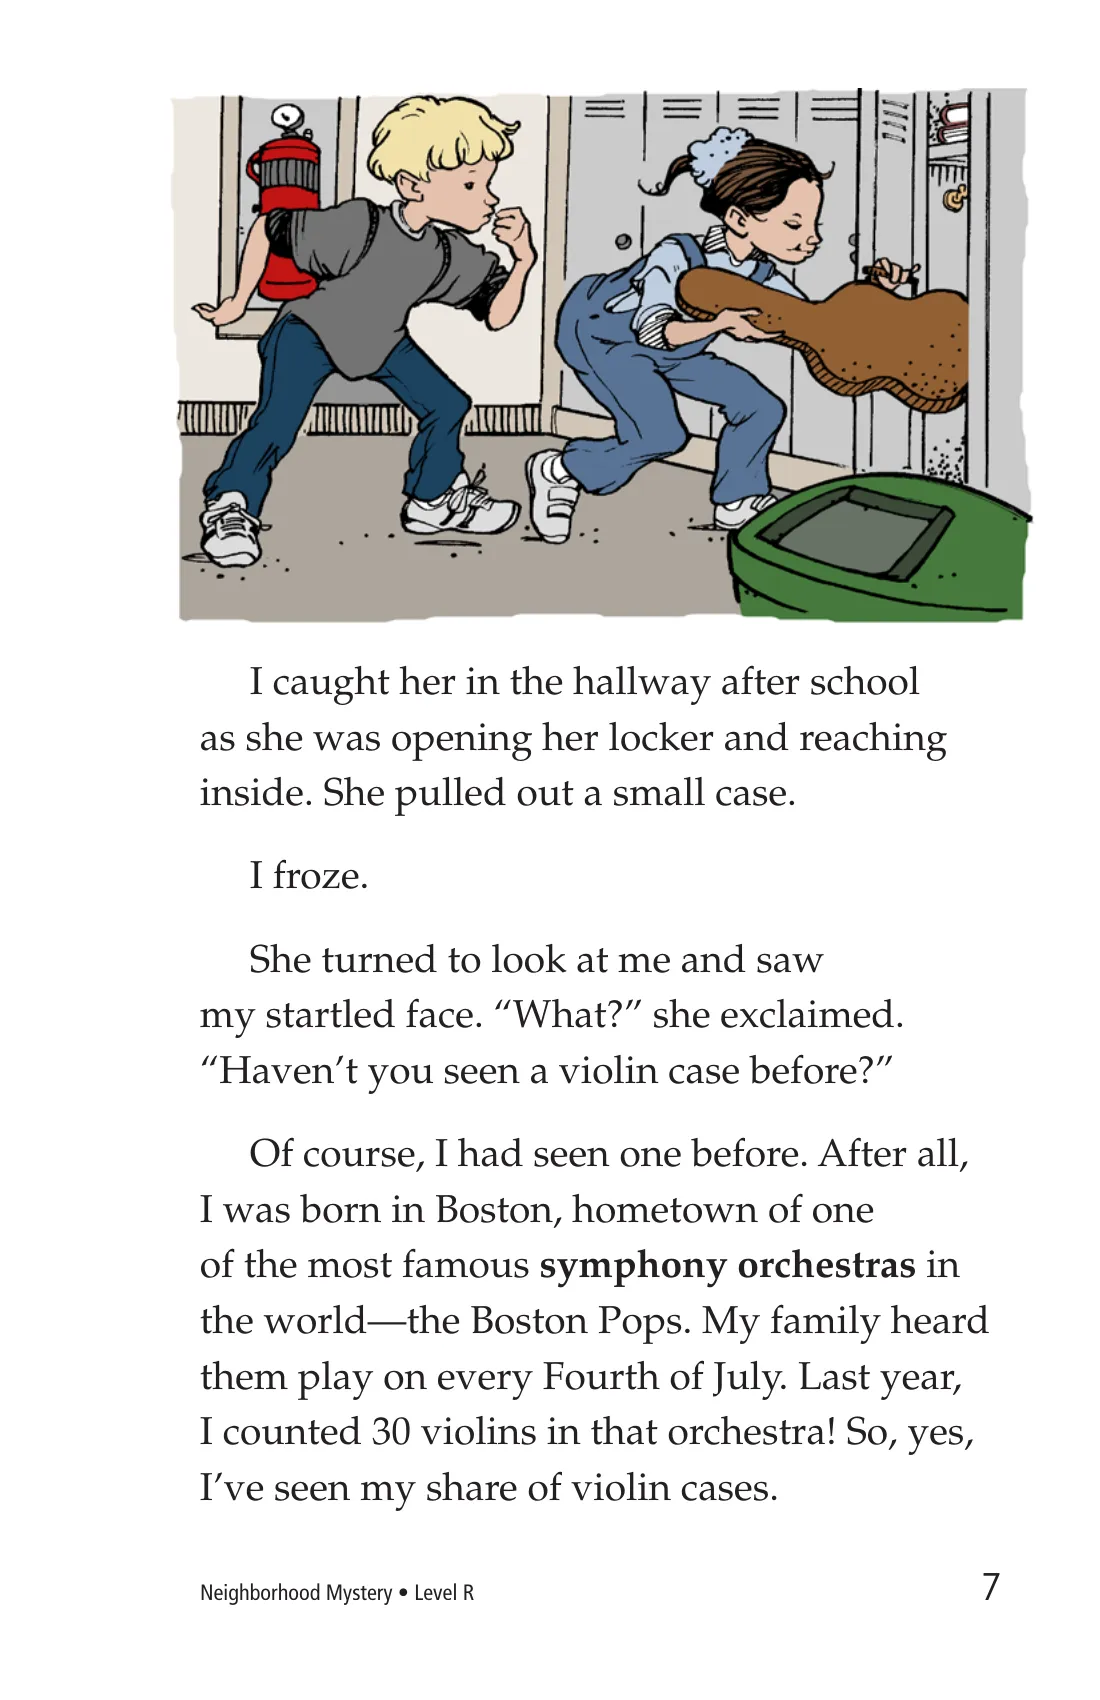 I caught her in the hallway after school
as she was opening her locker and reaching
inside. She pulled out a small case.
I froze.
She turned to look at me and saw
my startled face. “What?” she exclaimed.
“Haven’t you seen a violin case before?”
Of course, I had seen one before. After all,
I was born in Boston, hometown of one
of the most famous symphony orchestras in
the world—the Boston Pops. My family heard
them play on every Fourth of July. Last year,
I counted 30 violins in that orchestra! So, yes,
I’ve seen my share of violin cases.
Neighborhood Mystery • Level R
7